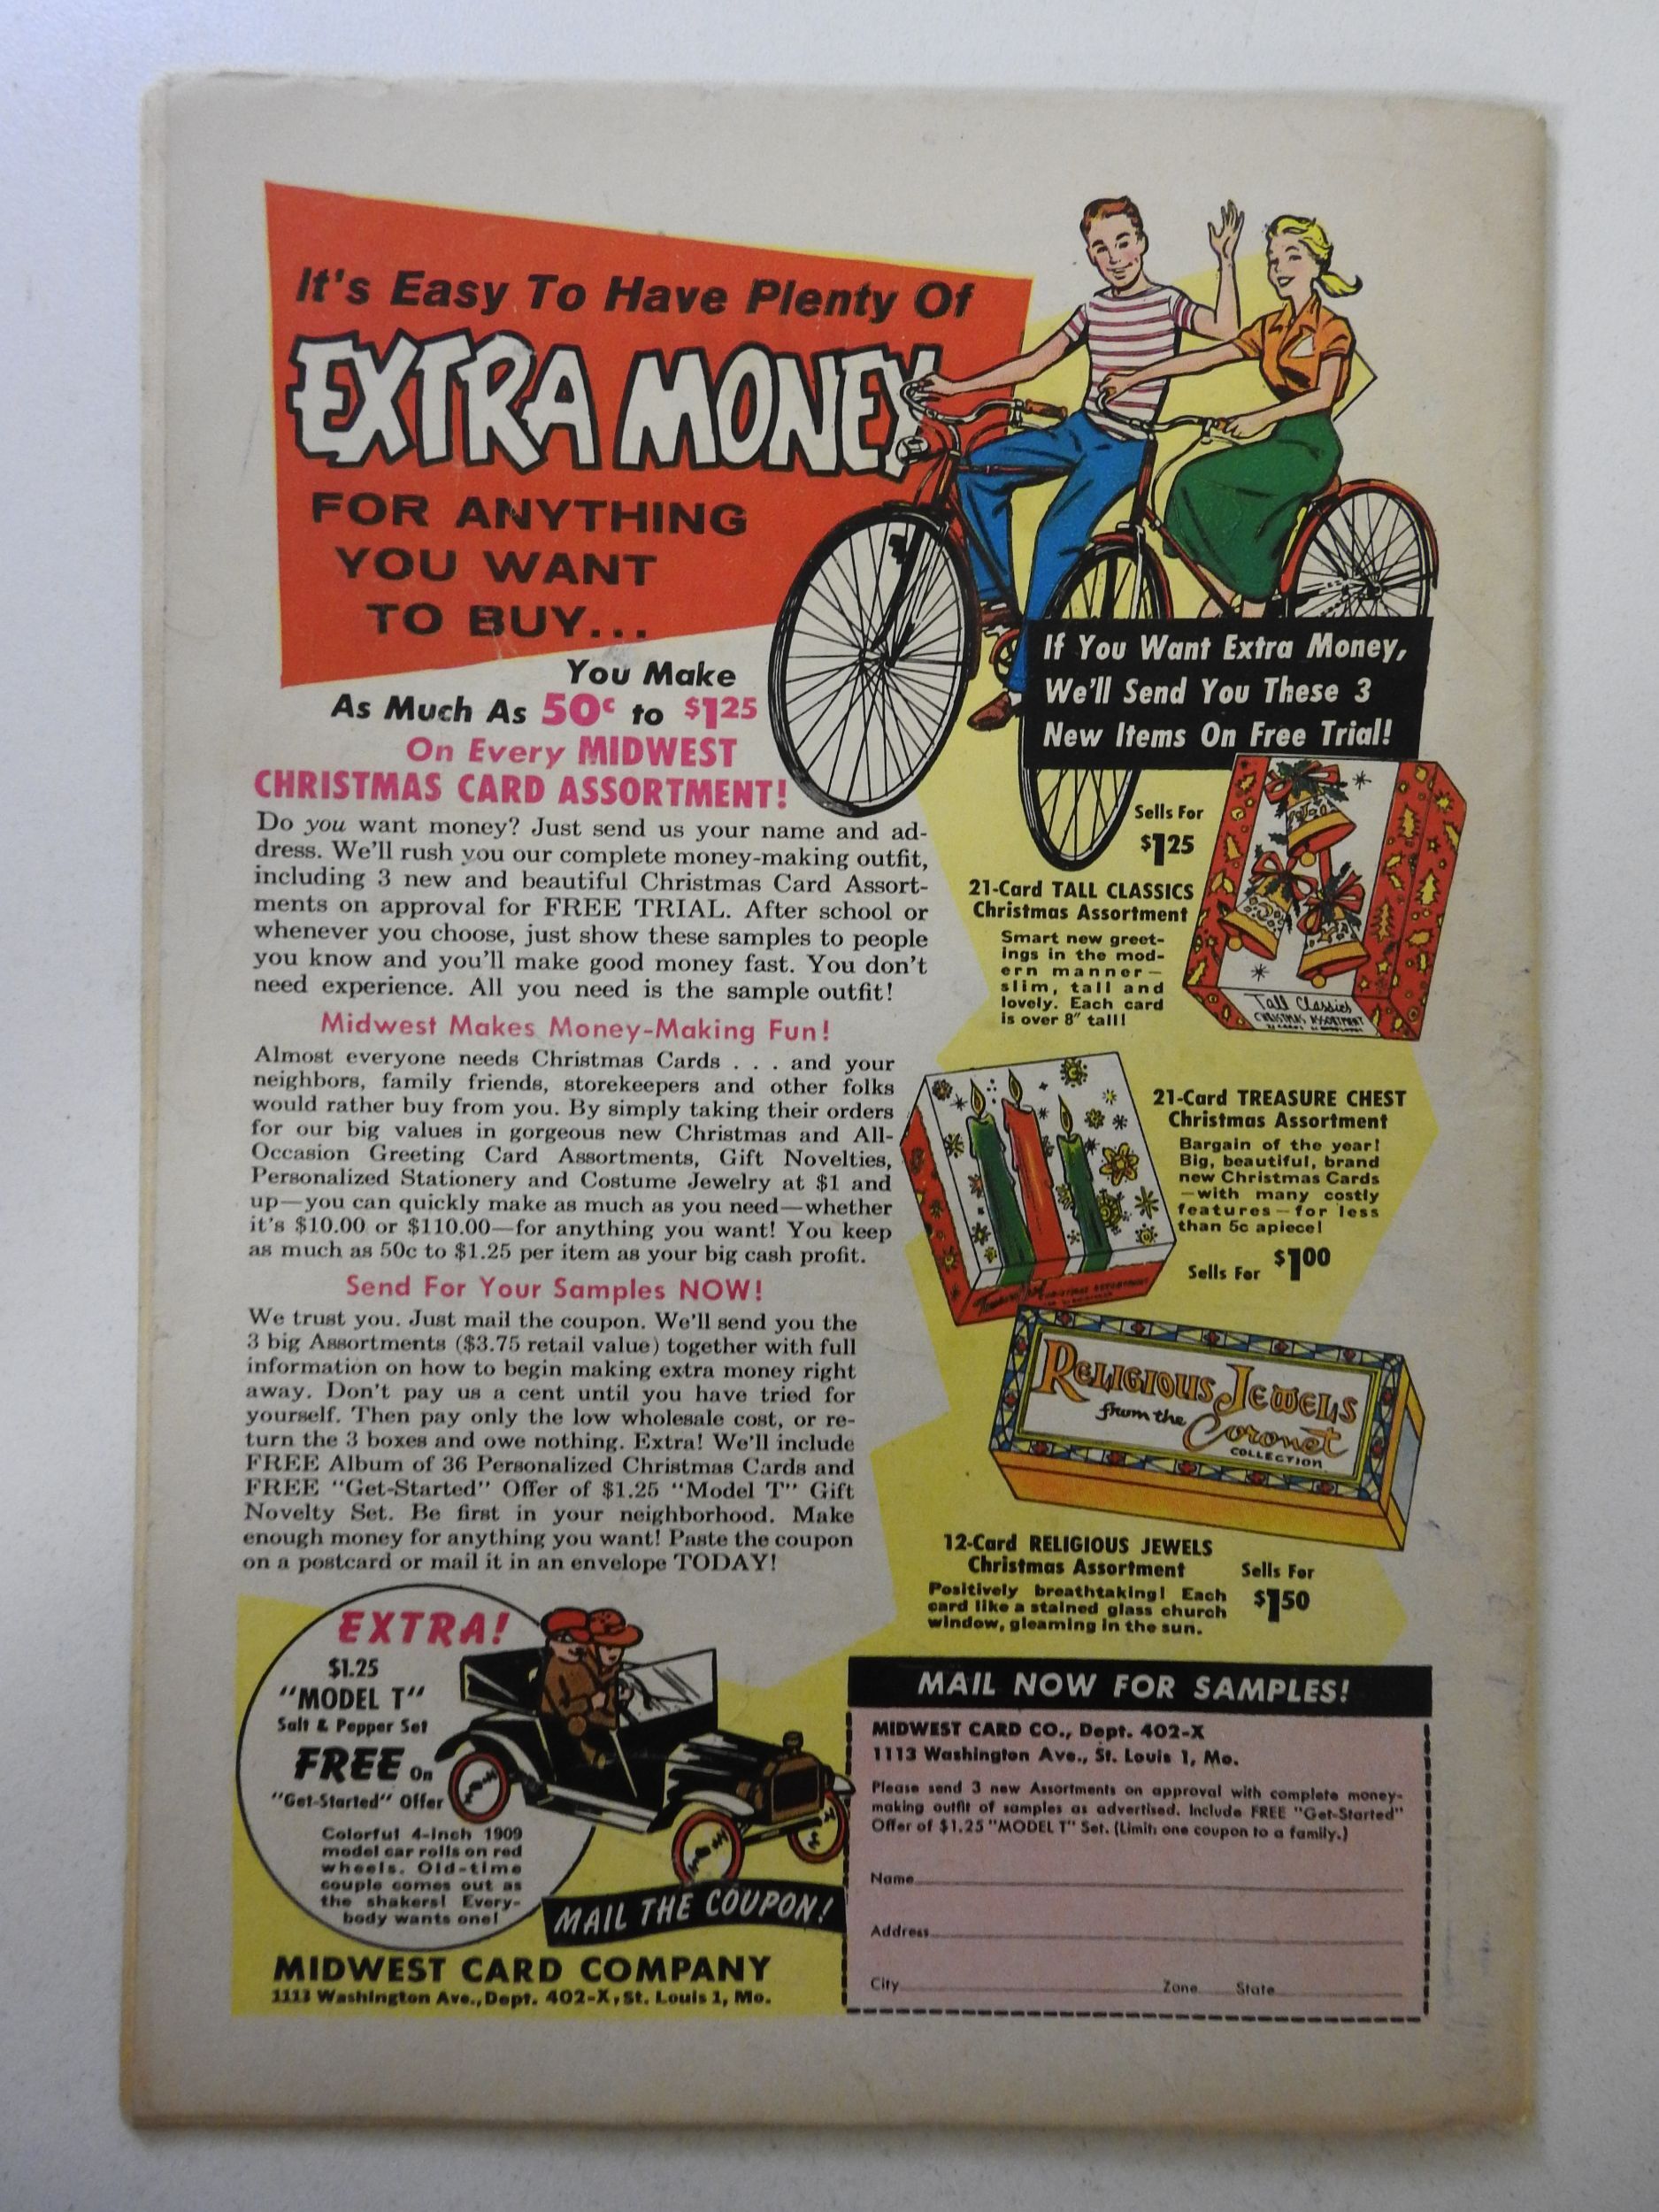 It's Easy To Have Plenty Of
EXTRA MONEY
FOR ANYTHING
YOU WANT
TO BUY...
You Make
As Much As 50c to $1.25
On Every MIDWEST
CHRISTMAS CARD ASSORTMENT!
Do you want money? Just send us your name and ad-
dress. We'll rush you our complete money-making outfit,
including 3 new and beautiful Christmas Card Assort-
ments on approval for FREE TRIAL. After school or
whenever you choose, just show these samples to people
you know and you'll make good money fast. You don't
need experience. All you need is the sample outfit!
Midwest Makes Money-Making Fun!
Almost everyone needs Christmas Cards . . . and your
neighbors, family friends, storekeepers and other folks
would rather buy from you. By simply taking their orders
for our big values in gorgeous new Christmas and All-
Occasion Greeting Card Assortments, Gift Novelties,
Personalized Stationery and Costume Jewelry at $1 and
up—you can quickly make as much as you need—whether
it's $10.00 or $110.00—for anything you want! You keep
as much as 50c to $1.25 per item as your big cash profit.
Send For Your Samples NOW!
We trust you. Just mail the coupon. We'll send you the
3 big Assortments ($3.75 retail value) together with full
information on how to begin making extra money right
away. Don't pay us a cent until you have tried for
yourself. Then pay only the low wholesale cost, or re-
turn the 3 boxes and owe nothing. Extra! We'll include
FREE Album of 36 Personalized Christmas Cards and
FREE "Get-Started" Offer of $1.25 "Model T" Gift
Novelty Set. Be first in your neighborhood. Make
enough money for anything you want! Paste the coupon
on a postcard or mail it in an envelope TODAY!
If You Want Extra Money,
We'll Send You These 3
New Items On Free Trial!
Sells For
$1.25
21-Card TALL CLASSICS
Christmas Assortment
Smart new greet-
ings in the mod-
ern manner—
slim, tall and
lovely. Each card
is over 8" tall!
Tall Classics
CHRISTMAS ASSORTMENT
21-Card TREASURE CHEST
Christmas Assortment
Bargain of the year!
Big, beautiful, brand
new Christmas Cards
—with many costly
features—for less
than 5c apiece!
Sells For $1.00
Treasure Chest CHRISTMAS ASSORTMENT
RELIGIOUS JEWELS
from the Coronet
COLLECTION
12-Card RELIGIOUS JEWELS
Christmas Assortment
Positively breathtaking! Each
card like a stained glass church
window, gleaming in the sun.
Sells For
$1.50
EXTRA!
$1.25
"MODEL T"
Salt & Pepper Set
FREE On
"Get-Started" Offer
Colorful 4-inch 1909
model car rolls on red
wheels. Old-time
couple comes out as
the shakers! Every-
body wants one!
MAIL THE COUPON!
MIDWEST CARD COMPANY
1113 Washington Ave., Dept. 402-X, St. Louis 1, Mo.
MAIL NOW FOR SAMPLES!
MIDWEST CARD CO., Dept. 402-X
1113 Washington Ave., St. Louis 1, Mo.
Please send 3 new Assortments on approval with complete money-
making outfit of samples as advertised. Include FREE "Get-Started"
Offer of $1.25 "MODEL T" Set. (Limit: one coupon to a family.)
Name
Address
City Zone State